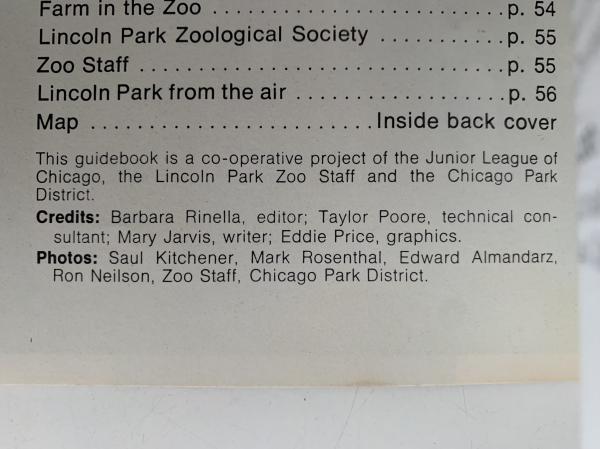 Farm in the Zoo ........................ p. 54
Lincoln Park Zoological Society ............ p. 55
Zoo Staff ................................ p. 55
Lincoln Park from the air .................. p. 56
Map ........................ Inside back cover
This guidebook is a co-operative project of the Junior League of
Chicago, the Lincoln Park Zoo Staff and the Chicago Park
District.
Credits: Barbara Rinella, editor; Taylor Poore, technical con-
sultant; Mary Jarvis, writer; Eddie Price, graphics.
Photos: Saul Kitchener, Mark Rosenthal, Edward Almandarz,
Ron Neilson, Zoo Staff, Chicago Park District.